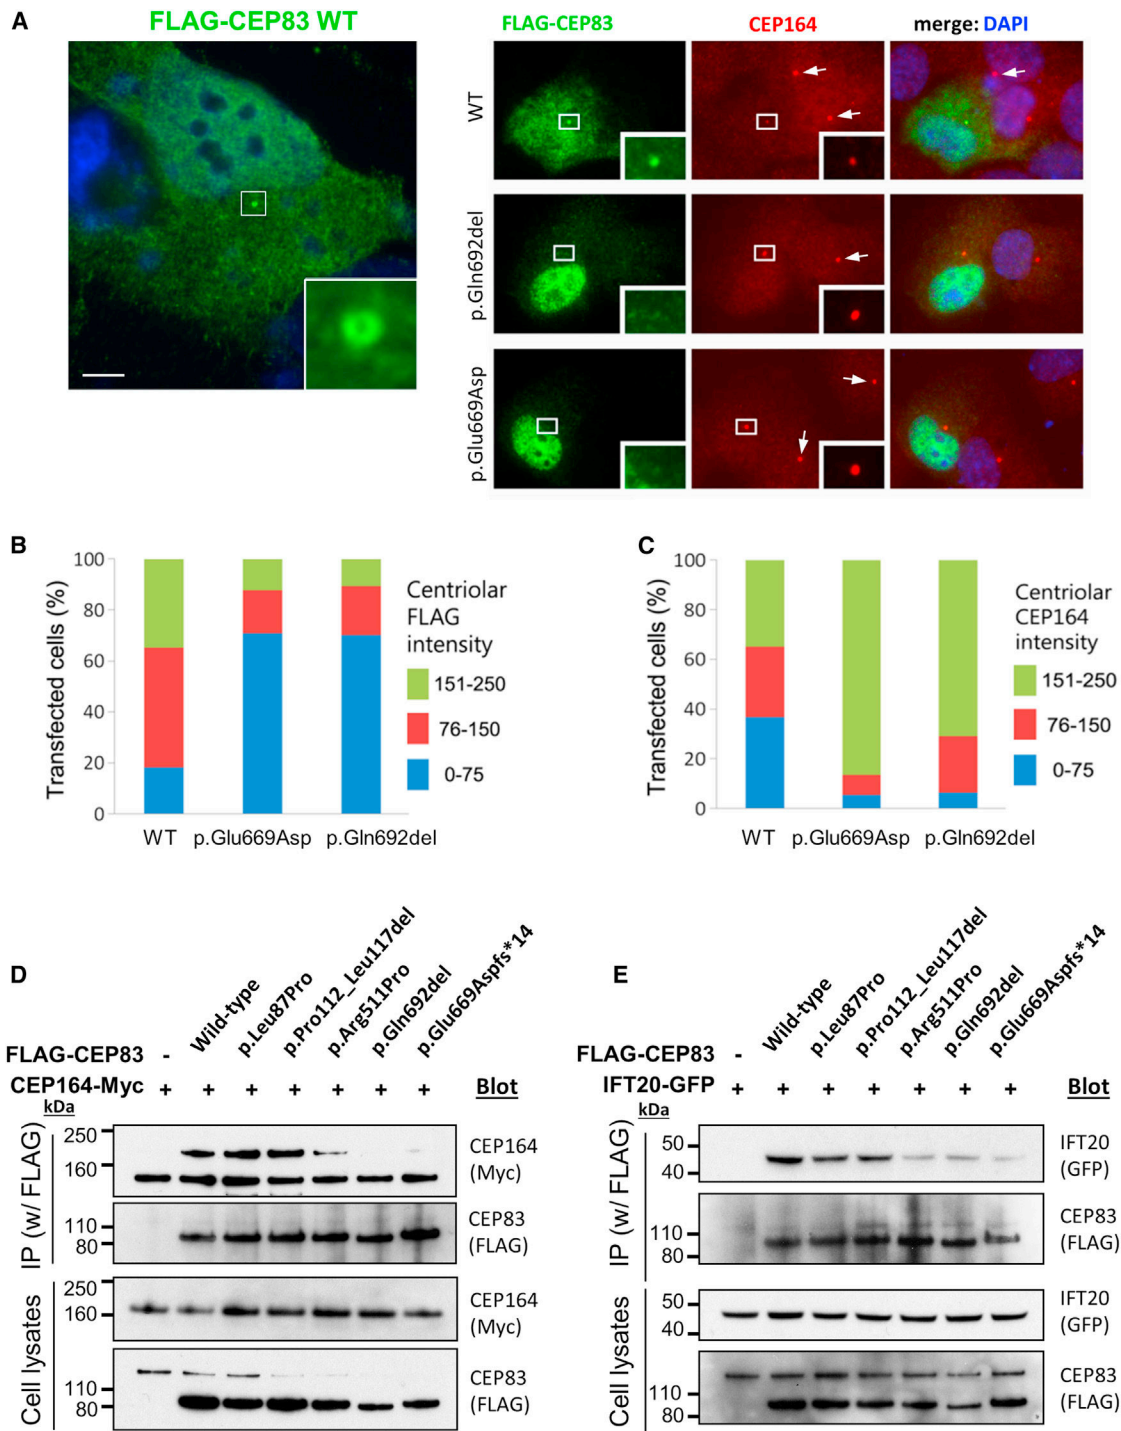 A
FLAG-CEP83 WT
FLAG-CEP83
CEP164
merge: DAPI
WT
p.Gln692del
p.Glu669Asp
B
100
80
60
40
20
0
Transfected cells (%)
WT
p.Glu669Asp
p.Gln692del
Centriolar
FLAG
intensity
151-250
76-150
0-75
C
100
80
60
40
20
0
Transfected cells (%)
WT
p.Glu669Asp
p.Gln692del
Centriolar
CEP164
intensity
151-250
76-150
0-75
D
Wild-type
p.Leu87Pro
p.Pro112_Leu117del
p.Arg511Pro
p.Gln692del
p.Glu669Aspfs*14
FLAG-CEP83 -
CEP164-Myc + + + + + + +
Blot
kDa
IP (w/ FLAG)
250
160
CEP164
(Myc)
110
80
CEP83
(FLAG)
Cell lysates
250
160
CEP164
(Myc)
110
80
CEP83
(FLAG)
E
Wild-type
p.Leu87Pro
p.Pro112_Leu117del
p.Arg511Pro
p.Gln692del
p.Glu669Aspfs*14
FLAG-CEP83 -
IFT20-GFP + + + + + + +
Blot
kDa
IP (w/ FLAG)
50
40
IFT20
(GFP)
110
80
CEP83
(FLAG)
Cell lysates
50
40
IFT20
(GFP)
110
80
CEP83
(FLAG)